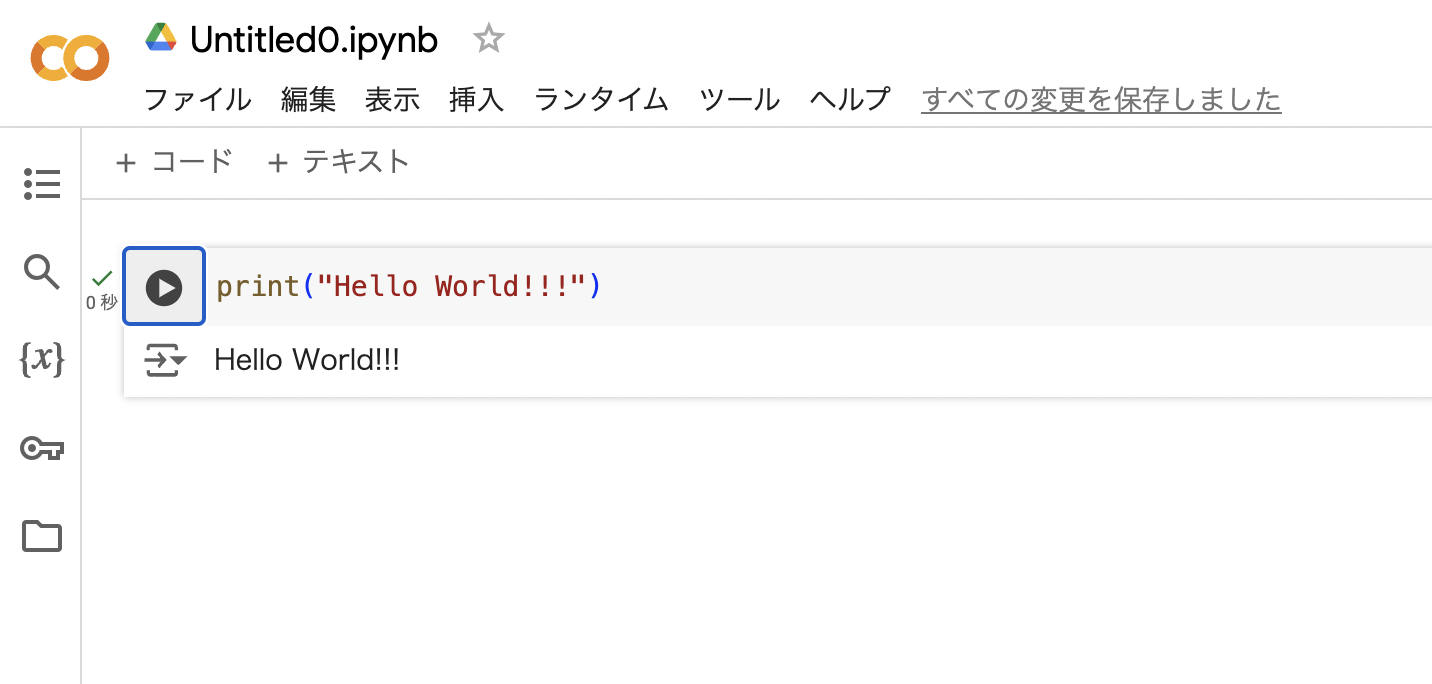 Untitled0.ipynb
ファイル 編集 表示 挿入 ランタイム ツール ヘルプ すべての変更を保存しました
+ コード + テキスト
print("Hello World!!!")
0 秒
Hello World!!!
{x}